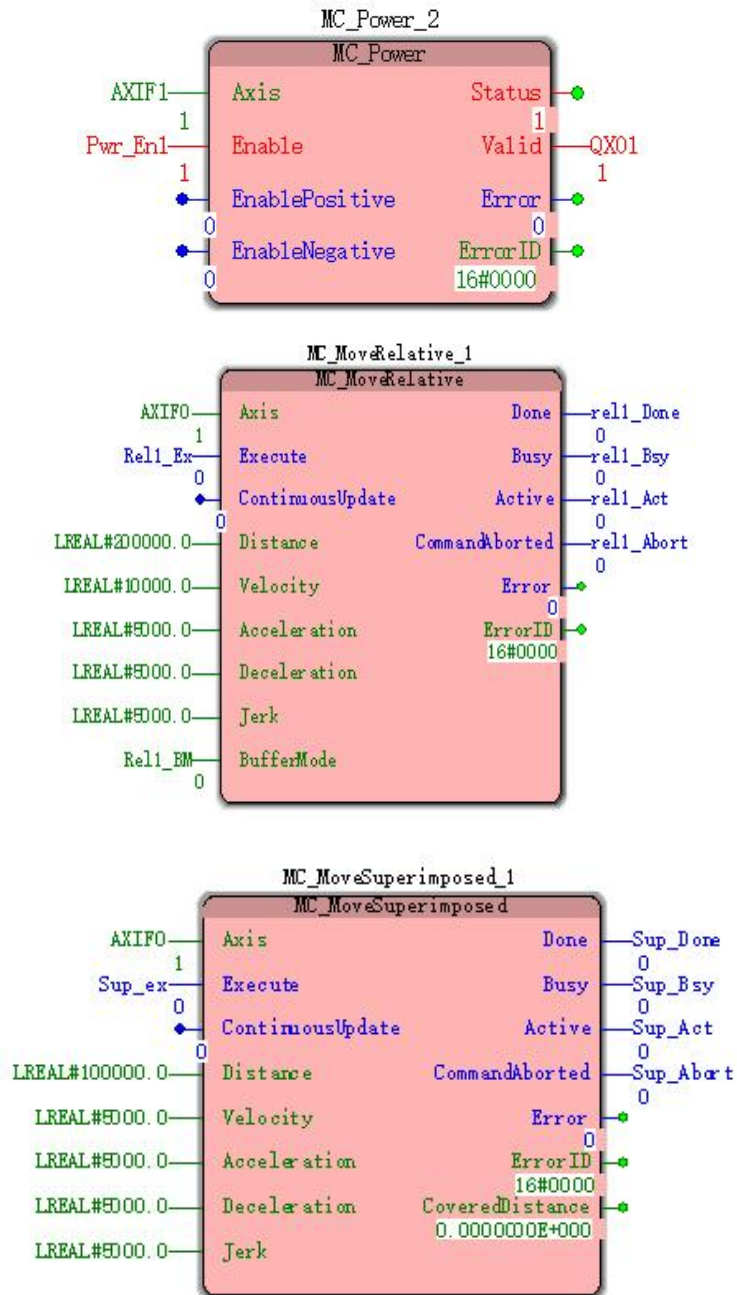 MC_Power_2
MC_Power
AXIF1 Axis Status
1 1
Pwr_En1 Enable Valid QX01
1 1
EnablePositive Error
0 0
EnableNegative ErrorID
0 16#0000
MC_MoveRelative_1
MC_MoveRelative
AXIF0 Axis Done rel1_Done
1 0
Rel1_Ex Execute Busy rel1_Bsy
0 0
ContinuousUpdate Active rel1_Act
0 0
LREAL#200000.0 Distance CommandAborted rel1_Abort
0
LREAL#10000.0 Velocity Error
0
LREAL#5000.0 Acceleration ErrorID
16#0000
LREAL#5000.0 Deceleration
LREAL#5000.0 Jerk
Rel1_BM BufferMode
0
MC_MoveSuperimposed_1
MC_MoveSuperimposed
AXIF0 Axis Done Sup_Done
1 0
Sup_ex Execute Busy Sup_Bsy
0 0
ContinuousUpdate Active Sup_Act
0 0
LREAL#100000.0 Distance CommandAborted Sup_Abort
0
LREAL#5000.0 Velocity Error
0
LREAL#5000.0 Acceleration ErrorID
16#0000
LREAL#5000.0 Deceleration CoveredDistance
0.0000000E+000
LREAL#5000.0 Jerk